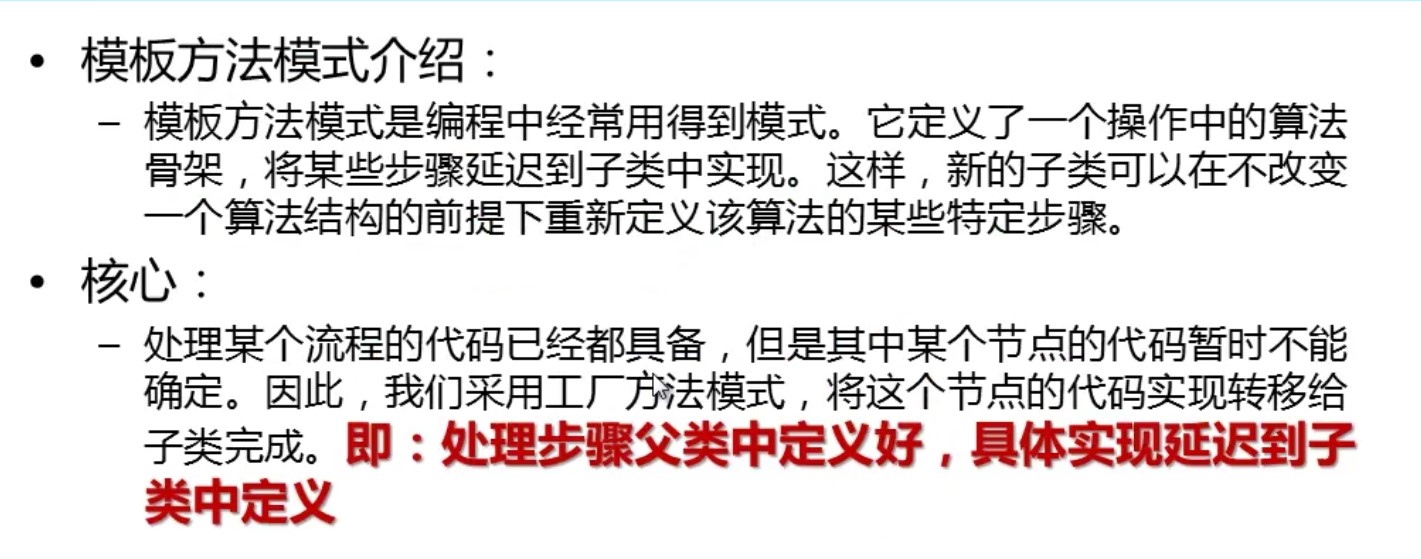 • 模板方法模式介绍：
– 模板方法模式是编程中经常用得到模式。它定义了一个操作中的算法
骨架，将某些步骤延迟到子类中实现。这样，新的子类可以在不改变
一个算法结构的前提下重新定义该算法的某些特定步骤。
• 核心：
– 处理某个流程的代码已经都具备，但是其中某个节点的代码暂时不能
确定。因此，我们采用工厂方法模式，将这个节点的代码实现转移给
子类完成。即：处理步骤父类中定义好，具体实现延迟到子
类中定义